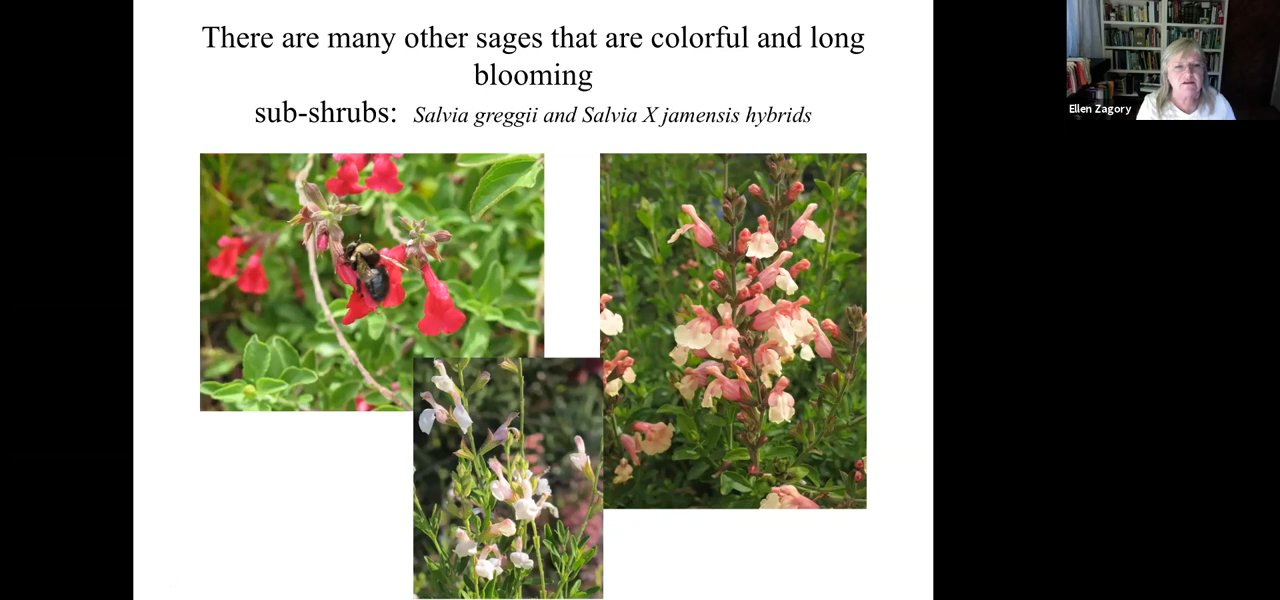 There are many other sages that are colorful and long
blooming
sub-shrubs: Salvia greggii and Salvia X jamensis hybrids
Ellen Zagory